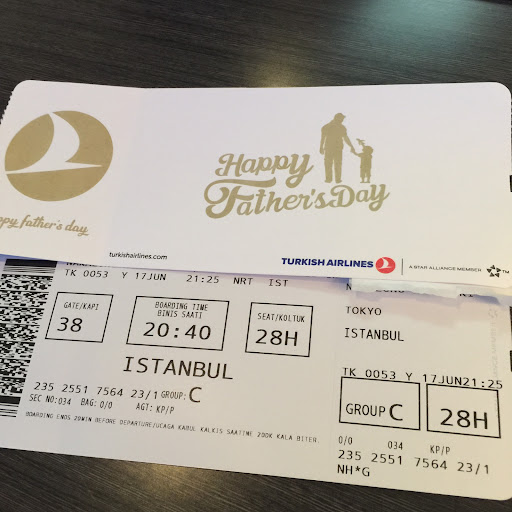 Happy
Father'sDay
ppy father's day
turkishairlines.com
TURKISH AIRLINES
A STAR ALLIANCE MEMBER
TK 0053 Y 17JUN 21:25 NRT IST
GATE/KAPI
38
BOARDING TIME
BINIS SAATI
20:40
SEAT/KOLTUK
28H
ISTANBUL
235 2551 7564 23/1 GROUP: C
SEC NO:034 BAG: 0/0 AGT: KP/P
BOARDING ENDS 20MIN BEFORE DEPARTURE/UCAGA KABUL KALKIS SAATINE 20DK KALA BITER.
TOKYO
ISTANBUL
TK 0053 Y 17JUN21:25
GROUP C
28H
0/0 034 KP/P
235 2551 7564 23/1
NH*G